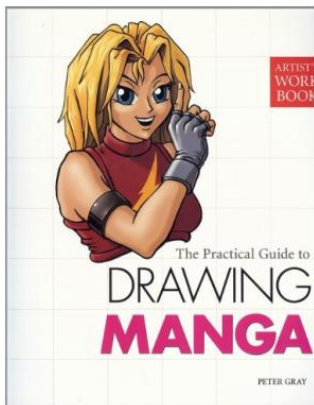 ARTIST'S
WORK
BOOK
The Practical Guide to
DRAWING
MANGA
PETER GRAY